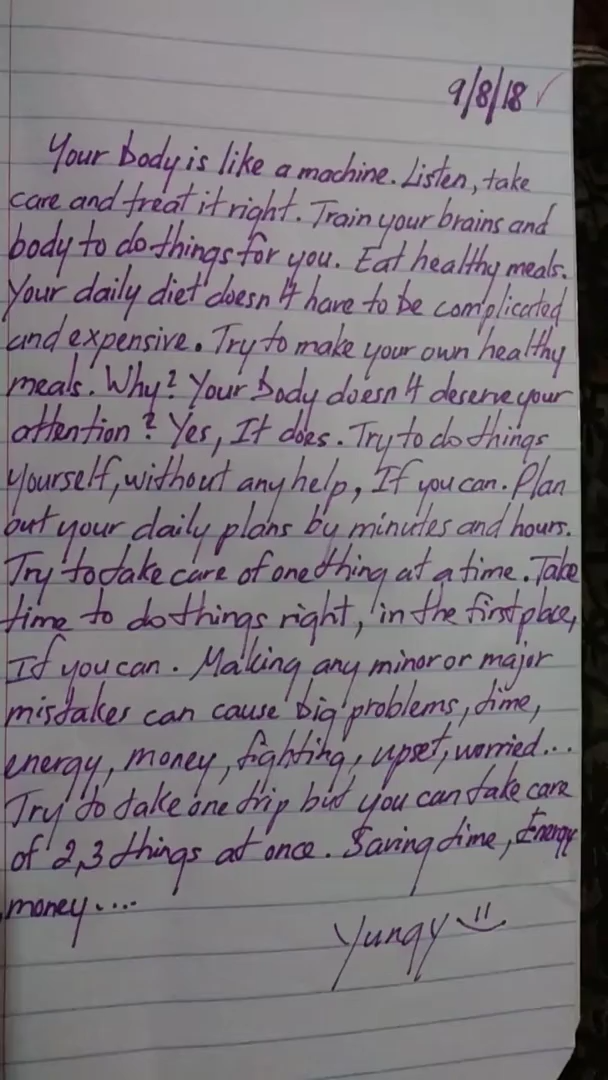 9/8/18 ✓
Your body is like a machine. Listen, take
care and treat it right. Train your brains and
body to do things for you. Eat healthy meals.
Your daily diet doesn't have to be complicated
and expensive. Try to make your own healthy
meals. Why? Your body doesn't deserve your
attention? Yes, It does. Try to do things
yourself, without any help, If you can. Plan
out your daily plans by minutes and hours.
Try to take care of one thing at a time. Take
time to do things right, in the first place,
If you can. Making any minor or major
mistakes can cause big problems, time,
energy, money, fighting, upset, worried...
Try to take one trip but you can take care
of 2,3 things at once. Saving time, Energy
money....
Yungy